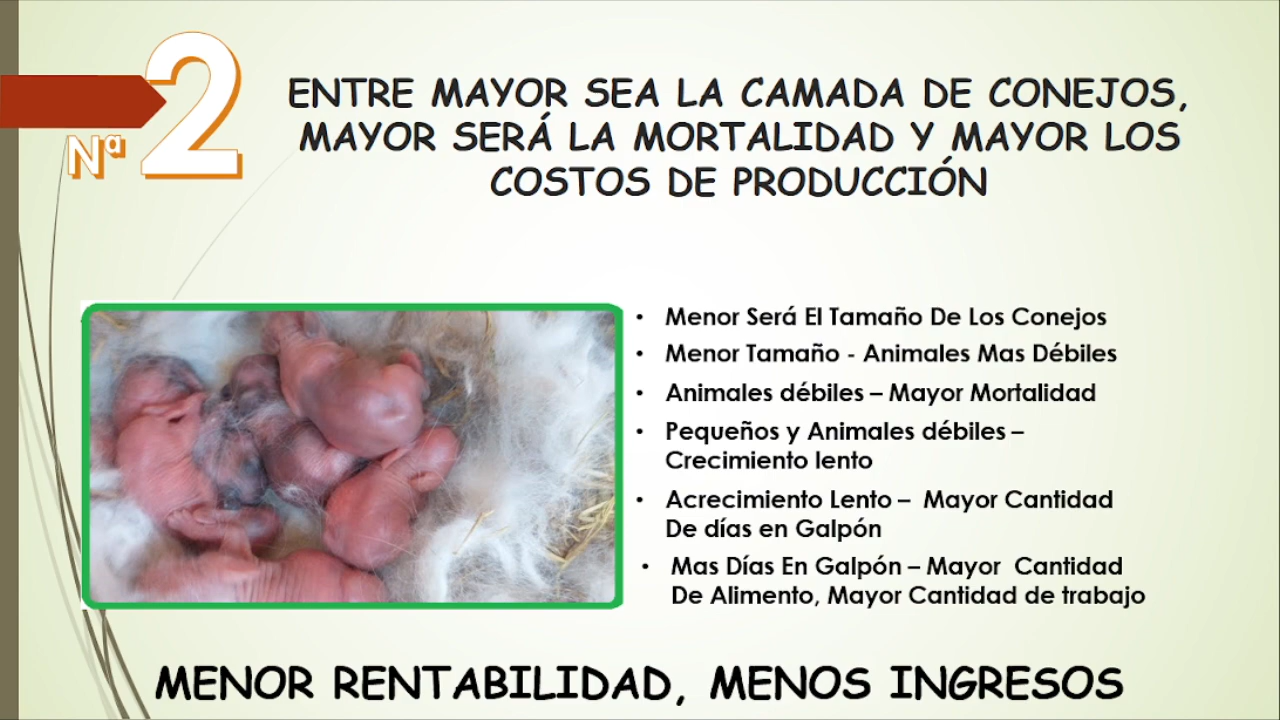 Nª 2
ENTRE MAYOR SEA LA CAMADA DE CONEJOS,
MAYOR SERÁ LA MORTALIDAD Y MAYOR LOS
COSTOS DE PRODUCCIÓN
• Menor Será El Tamaño De Los Conejos
• Menor Tamaño - Animales Mas Débiles
• Animales débiles – Mayor Mortalidad
• Pequeños y Animales débiles –
Crecimiento lento
• Acrecimiento Lento – Mayor Cantidad
De días en Galpón
• Mas Días En Galpón – Mayor Cantidad
De Alimento, Mayor Cantidad de trabajo
MENOR RENTABILIDAD, MENOS INGRESOS